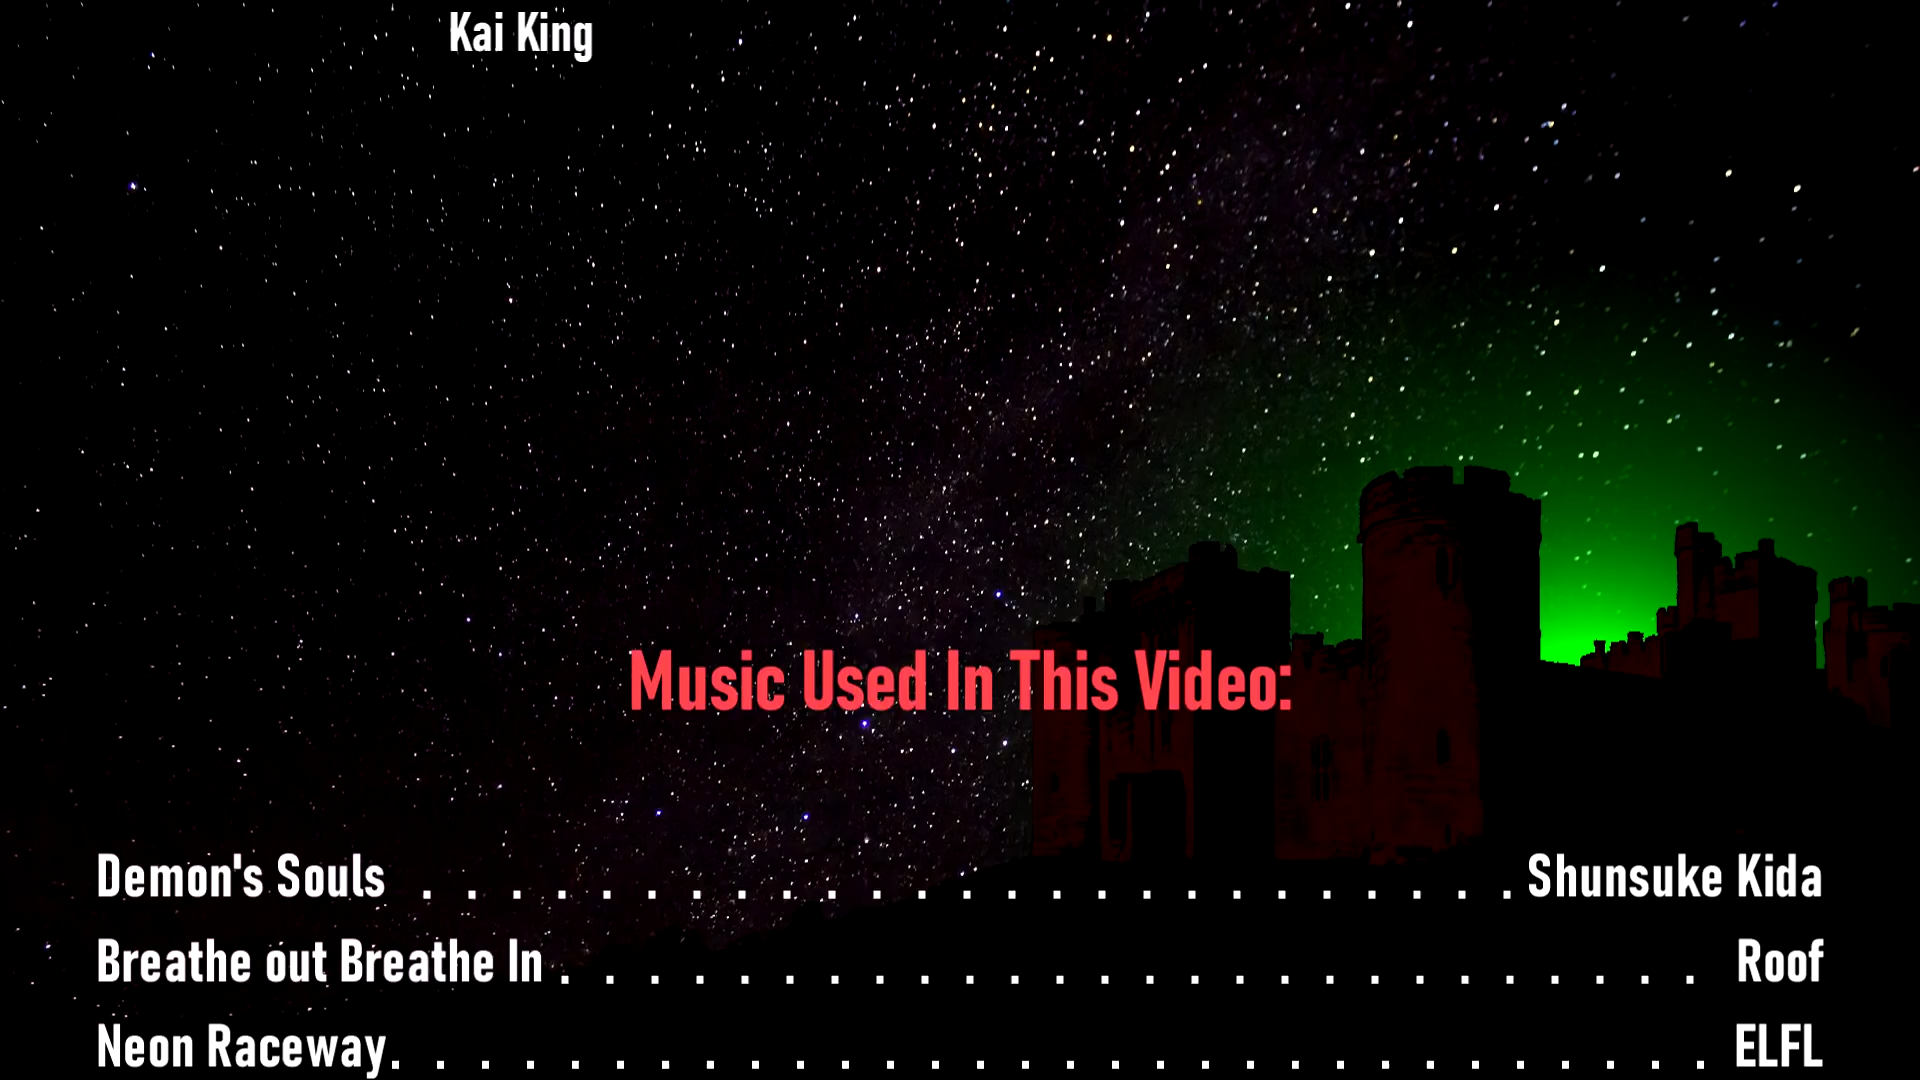 Kai King
Music Used In This Video:
Demon's Souls . . . . . . . . . . . . . . . . . . . . . . . . . Shunsuke Kida
Breathe out Breathe In . . . . . . . . . . . . . . . . . . . . . . . . . . Roof
Neon Raceway. . . . . . . . . . . . . . . . . . . . . . . . . . . . . . ELFL